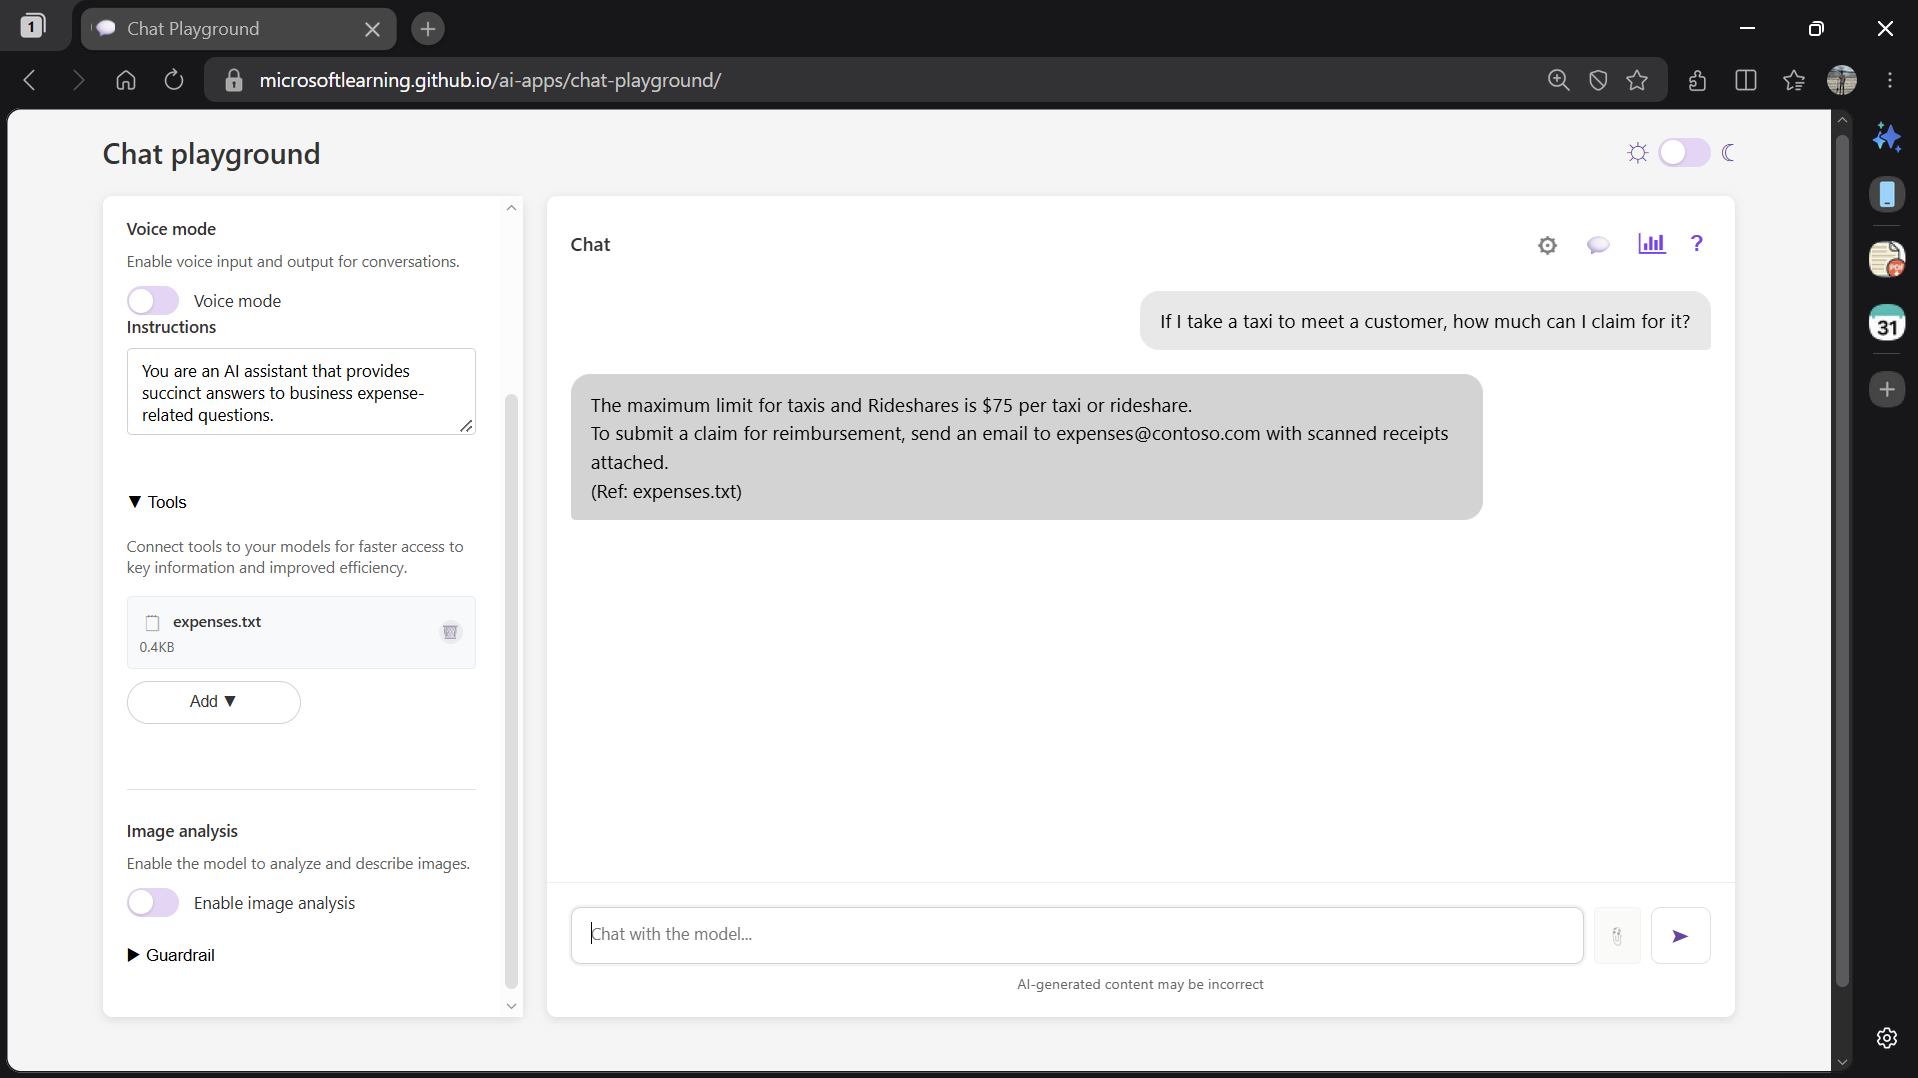 1
Chat Playground
microsoftlearning.github.io/ai-apps/chat-playground/
Chat playground
Voice mode
Enable voice input and output for conversations.
Voice mode
Instructions
You are an AI assistant that provides
succinct answers to business expense-
related questions.
▼ Tools
Connect tools to your models for faster access to
key information and improved efficiency.
expenses.txt
0.4KB
Add ▼
Image analysis
Enable the model to analyze and describe images.
Enable image analysis
▶ Guardrail
Chat
?
If I take a taxi to meet a customer, how much can I claim for it?
The maximum limit for taxis and Rideshares is $75 per taxi or rideshare.
To submit a claim for reimbursement, send an email to expenses@contoso.com with scanned receipts
attached.
(Ref: expenses.txt)
Chat with the model...
AI-generated content may be incorrect
PDF
31